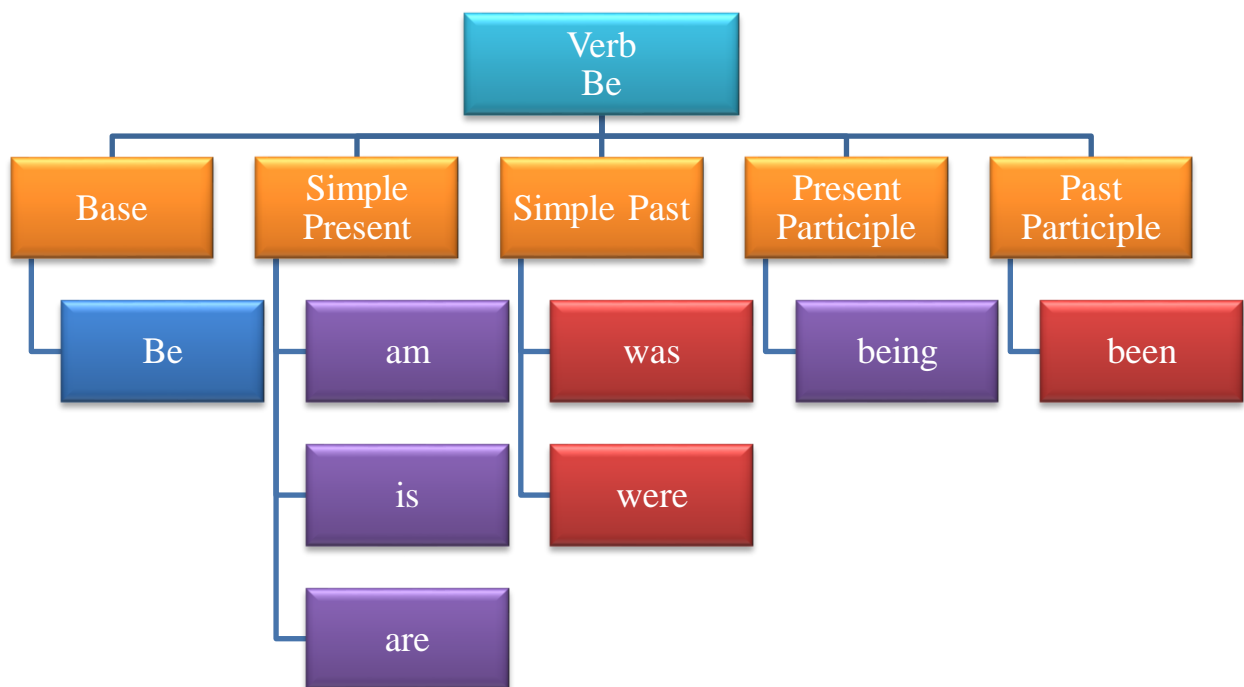 Verb
Be
Base
Simple
Present
Simple Past
Present
Participle
Past
Participle
Be
am
was
being
been
is
were
are